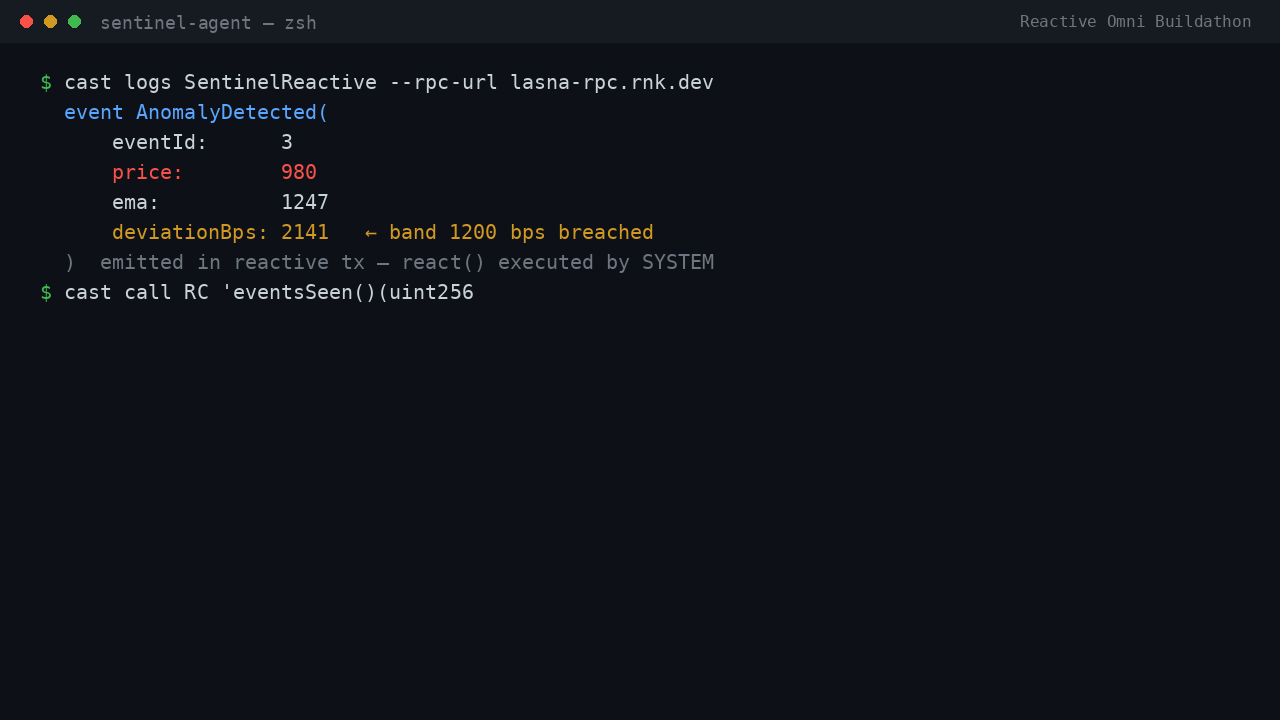 sentinel-agent — zsh
Reactive Omni Buildathon
$ cast logs SentinelReactive --rpc-url lasna-rpc.rnk.dev
event AnomalyDetected(
eventId: 3
price: 980
ema: 1247
deviationBps: 2141 ← band 1200 bps breached
) emitted in reactive tx — react() executed by SYSTEM
$ cast call RC 'eventsSeen()(uint256